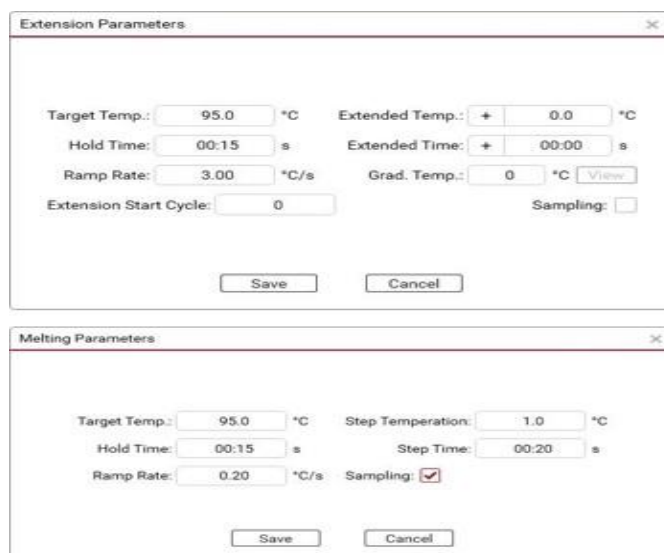 Extension Parameters
Target Temp.: 95.0 °C Extended Temp.: + 0.0 °C
Hold Time: 00:15 s Extended Time: + 00:00 s
Ramp Rate: 3.00 °C/s Grad. Temp.: 0 °C View
Extension Start Cycle: 0 Sampling:
Save Cancel
Melting Parameters
Target Temp.: 95.0 °C Step Temperation: 1.0 °C
Hold Time: 00:15 s Step Time: 00:20 s
Ramp Rate: 0.20 °C/s Sampling:
Save Cancel